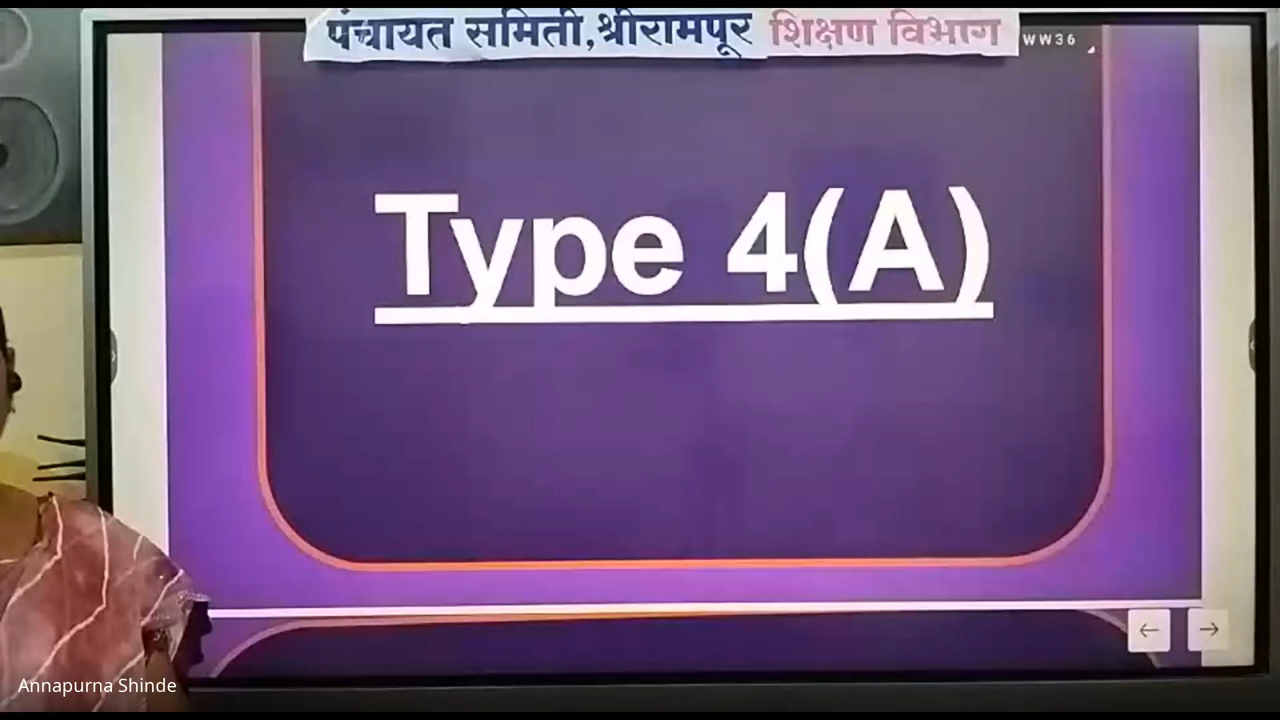 पंचायत समिती,श्रीरामपूर शिक्षण विभाग
WW36
Type 4(A)
Annapurna Shinde